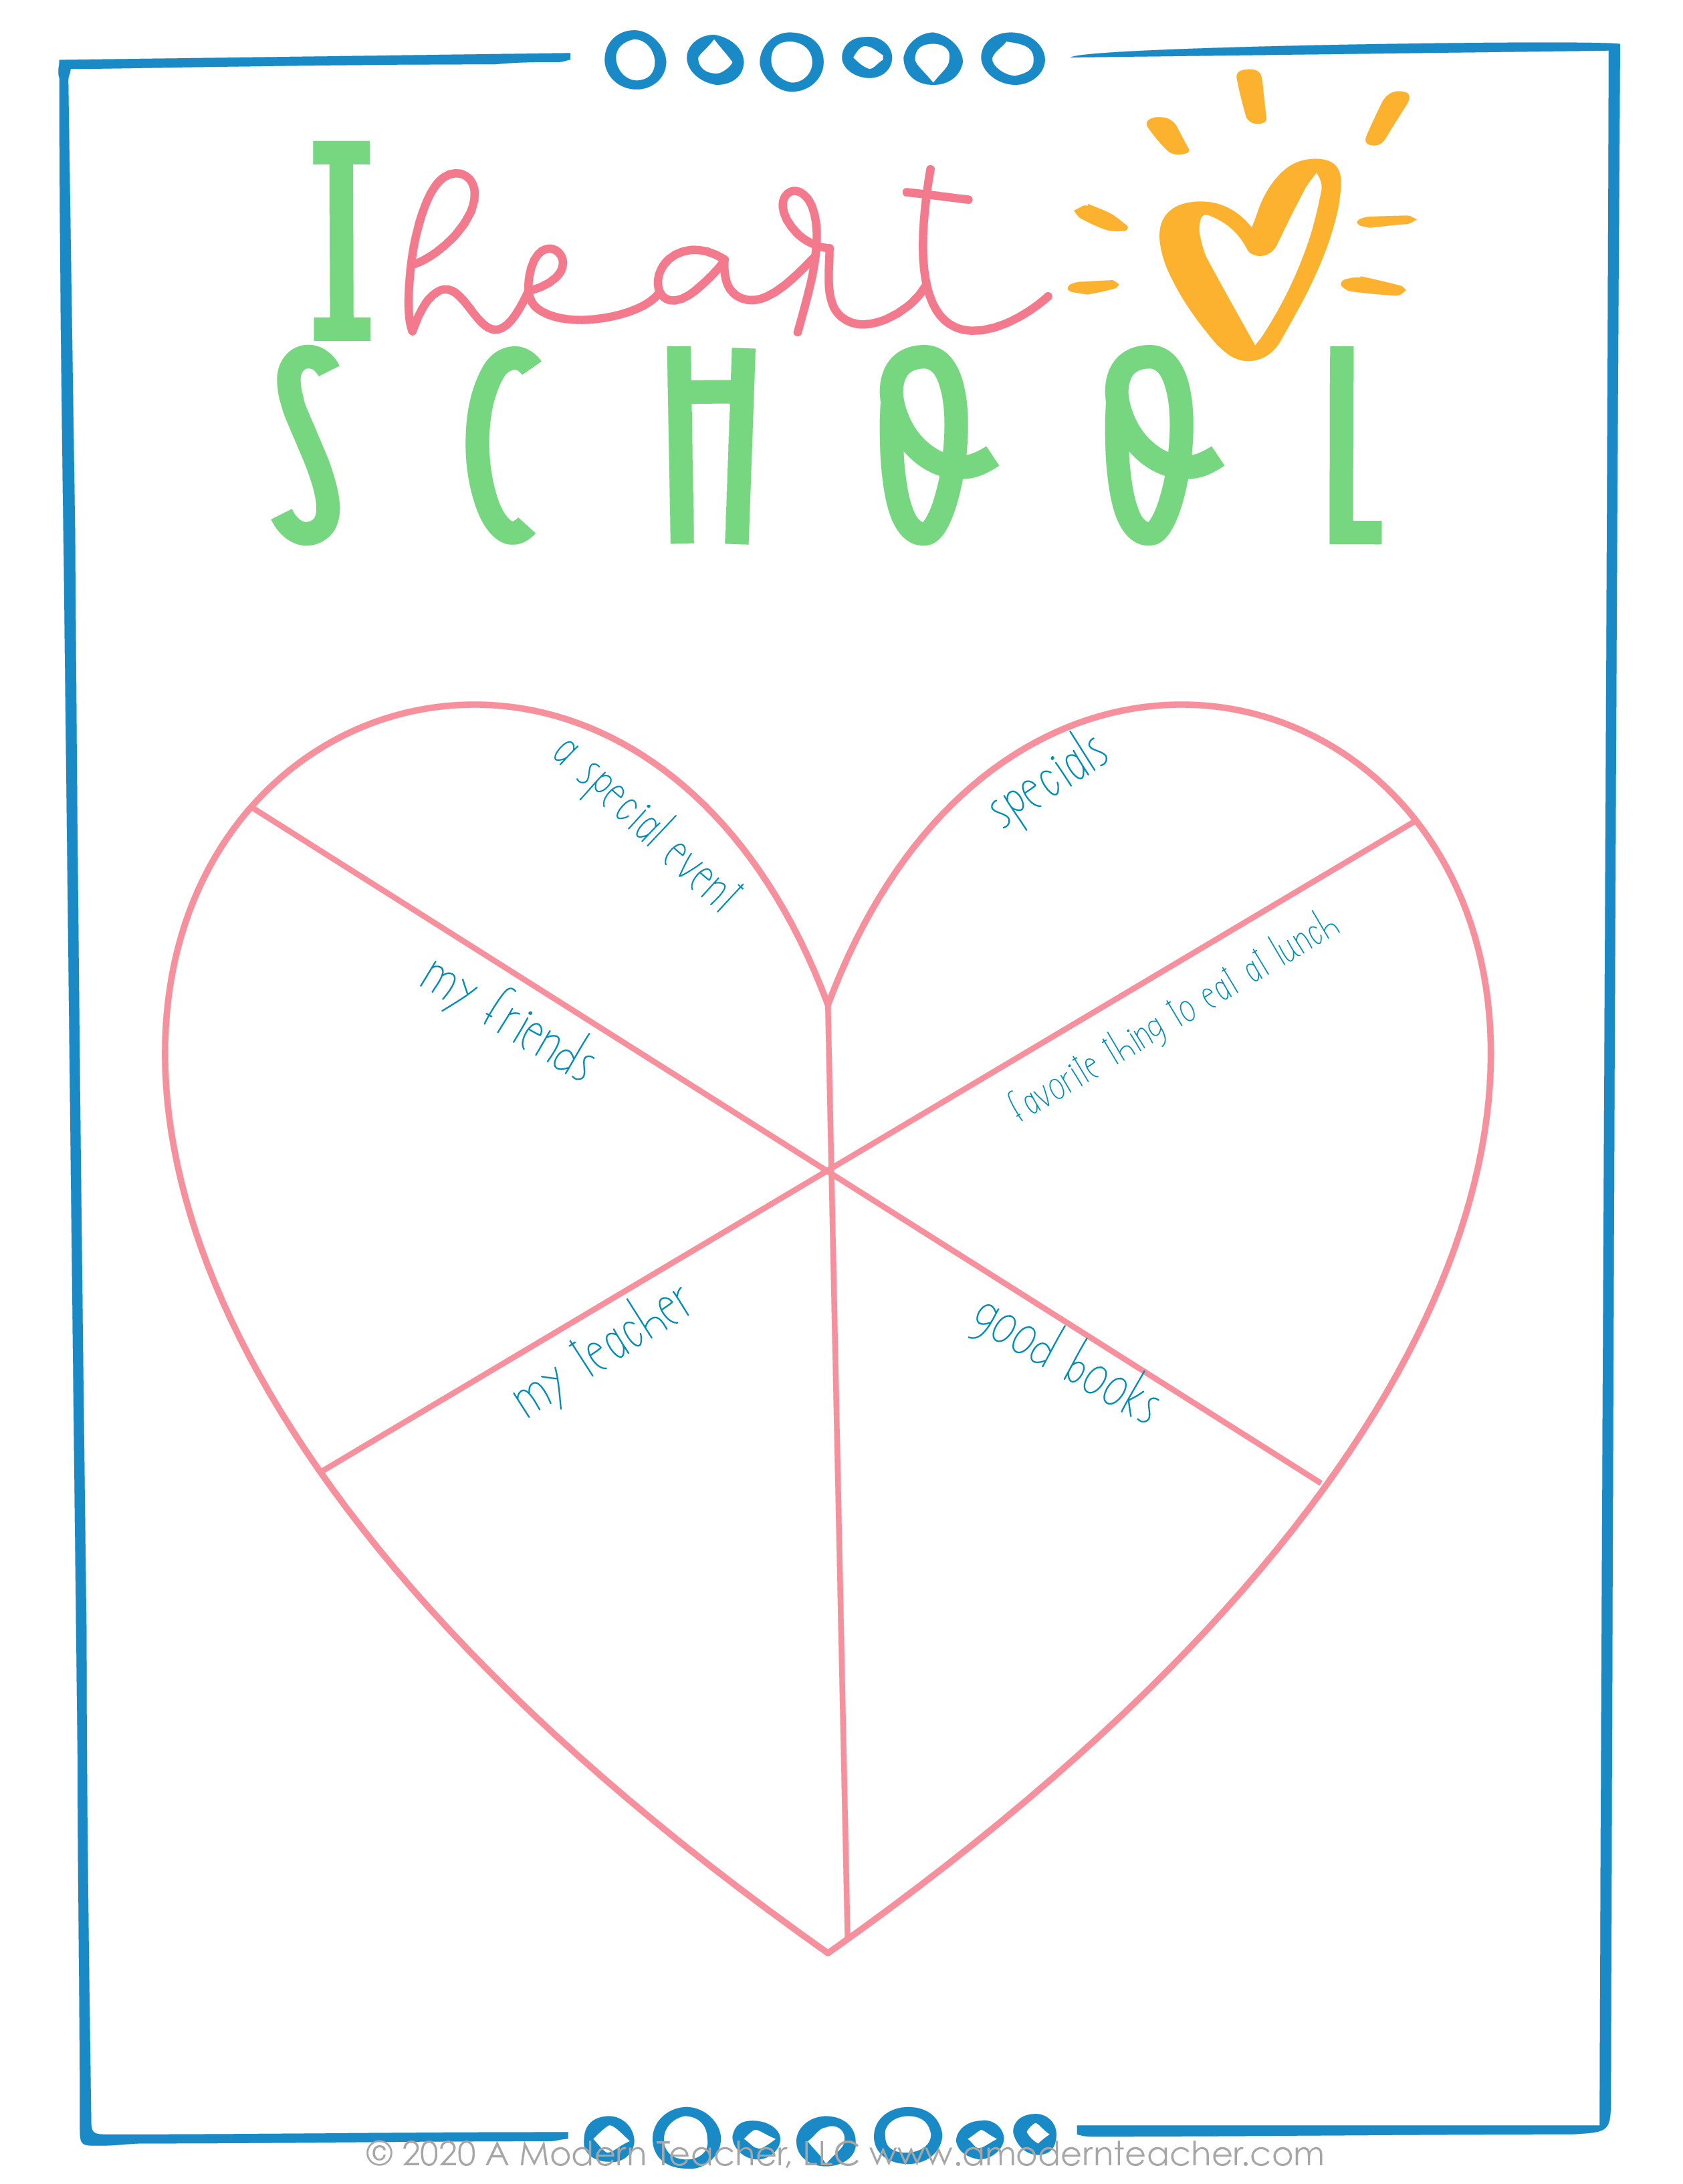 I heart
SCHOOL
a special event
specials
my friends
favorite thing to eat at lunch
my teacher
good books
© 2020 A Modern Teacher, LLC www.amodernteacher.com